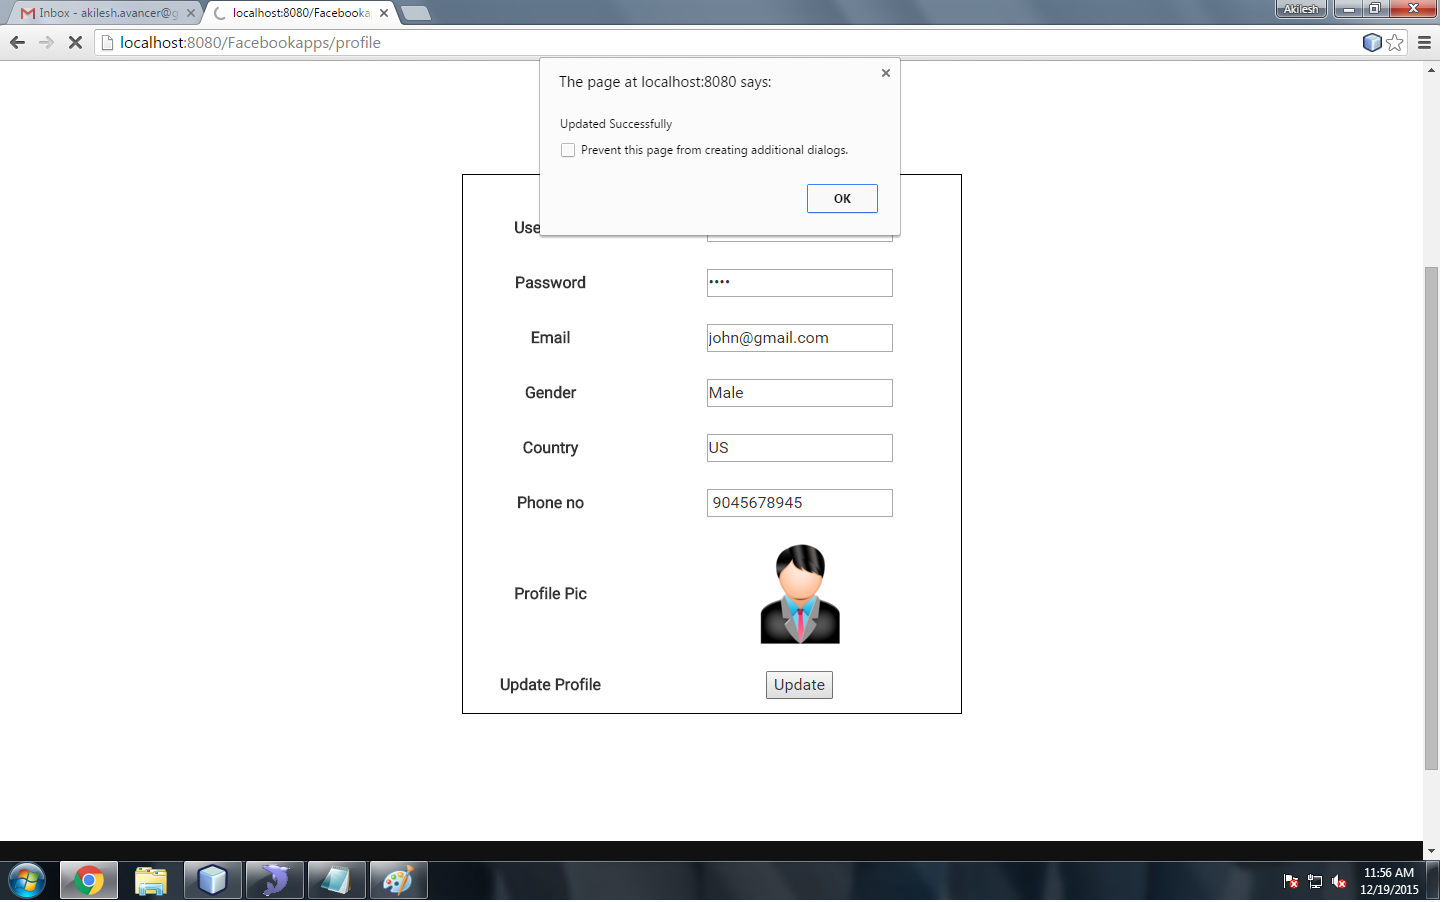 Inbox - akilesh.avancer@g
localhost:8080/Facebooka
Akilesh
localhost:8080/Facebookapps/profile
The page at localhost:8080 says:
Updated Successfully
Prevent this page from creating additional dialogs.
OK
Use
Password ••••
Email john@gmail.com
Gender Male
Country US
Phone no 9045678945
Profile Pic
Update Profile Update
11:56 AM
12/19/2015